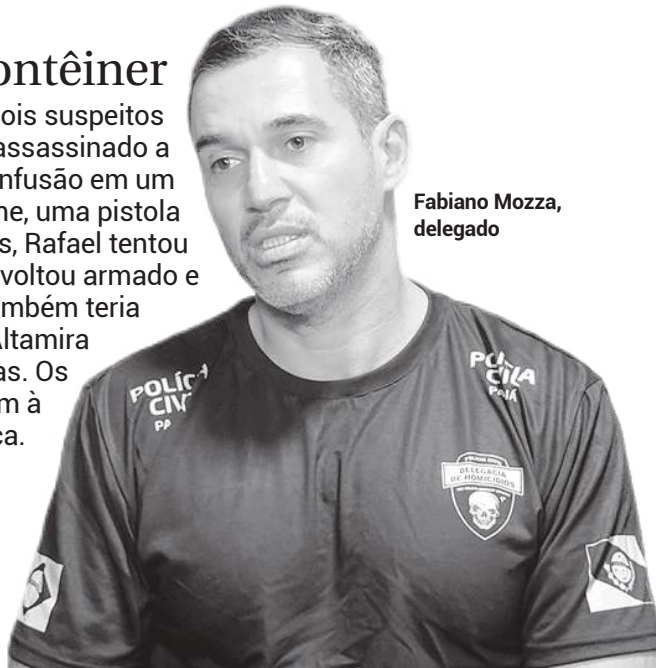 ontêiner
ois suspeitos
assassinado a
nfusão em um
ne, uma pistola
s, Rafael tentou
voltou armado e
mbém teria
Altamira
as. Os
m à
ca.
Fabiano Mozza,
delegado
POLÍCIA
CIVIL
PA
POLÍCIA
CIVIL
PARÁ
DELEGACIA
DE HOMICÍDIOS